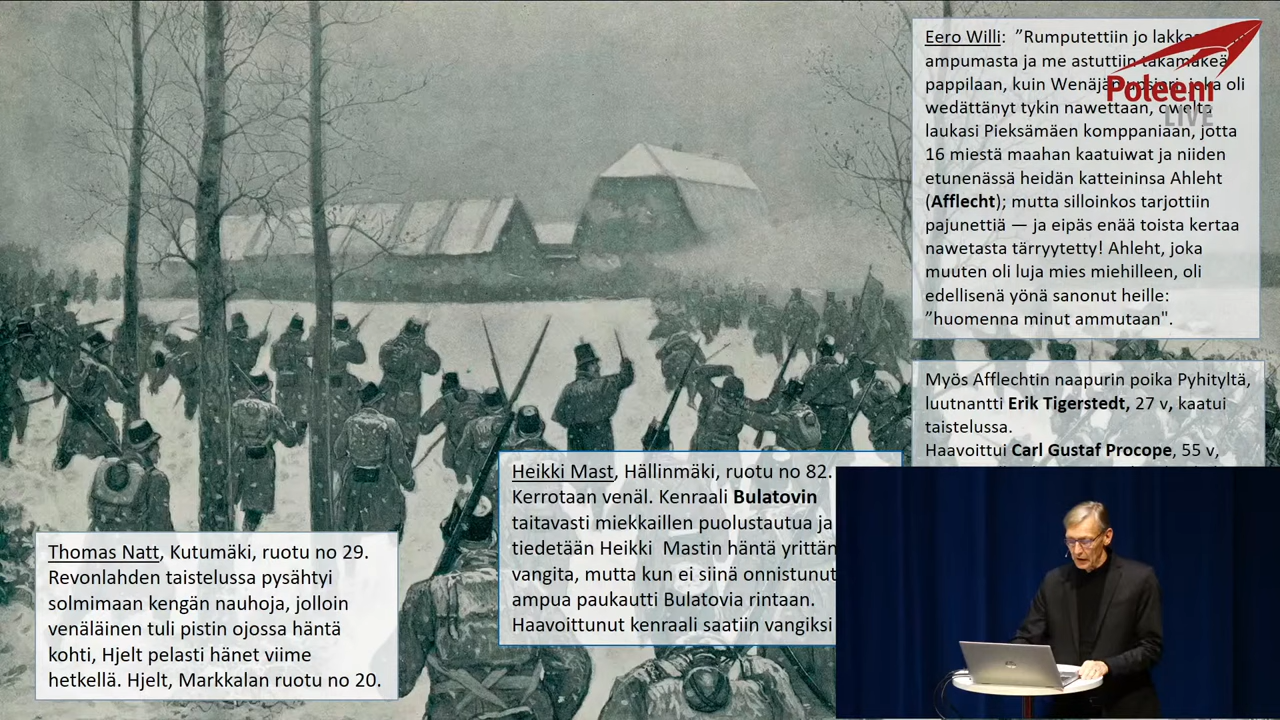 Eero Willi: ”Rumputettiin jo
ampumasta ja me astuttiin takamäkeä
pappilan, kuin Wenäjän upsieri, joka oli
wedättänyt tykin nawettaan, owelta
laukasi Pieksämäen komppaniaan, jotta
16 miestä maahan kaatuiwat ja niiden
etunenässä heidän katteininsa Ahleht
(Afflecht); mutta silloinkos tarjottiin
pajunettiä — ja eipäs enää toista kertaa
nawetasta tärryytetty! Ahleht, joka
muuten oli luja mies miehilleen, oli
edellisenä yönä sanonut heille:
”huomenna minut ammutaan".
Poleeni
LIVE
Myös Afflechtin naapurin poika Pyhityltä,
luutnantti Erik Tigerstedt, 27 v, kaatui
taistelussa.
Haavoittui Carl Gustaf Procope, 55 v,
Heikki Mast, Hällinmäki, ruotu no 82.
Kerrotaan venäl. Kenraali Bulatovin
taitavasti miekkaillen puolustautua ja
tiedetään Heikki Mastin häntä yrittän
vangita, mutta kun ei siinä onnistunut
ampua paukautti Bulatovia rintaan.
Haavoittunut kenraali saatiin vangiksi
Thomas Natt, Kutumäki, ruotu no 29.
Revonlahden taistelussa pysähtyi
solmimaan kengän nauhoja, jolloin
venäläinen tuli pistin ojossa häntä
kohti, Hjelt pelasti hänet viime
hetkellä. Hjelt, Markkalan ruotu no 20.